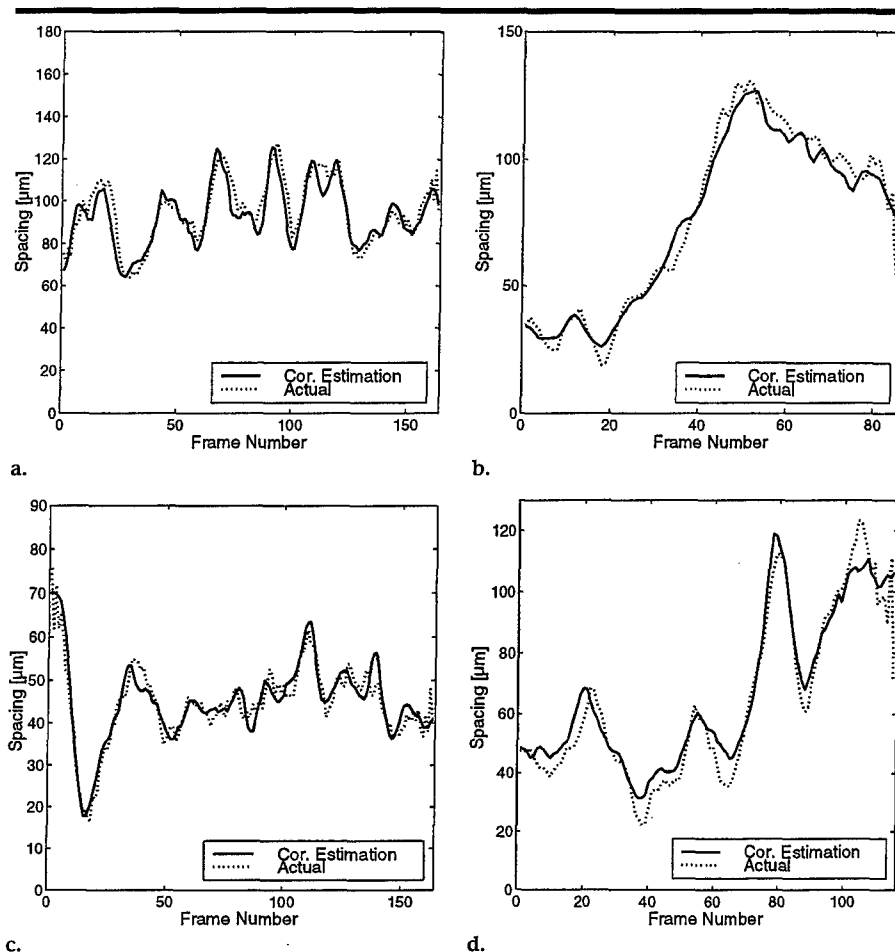 180
160
140
120
100
80
60
40
20
0
Spacing [µm]
0 50 100 150
Frame Number
Cor. Estimation
Actual
a.
150
100
50
0
Spacing [µm]
0 20 40 60 80
Frame Number
Cor. Estimation
Actual
b.
90
80
70
60
50
40
30
20
10
0
Spacing [µm]
0 50 100 150
Frame Number
Cor. Estimation
Actual
c.
120
100
80
60
40
20
0
Spacing [µm]
0 20 40 60 80 100
Frame Number
Cor. Estimation
Actual
d.